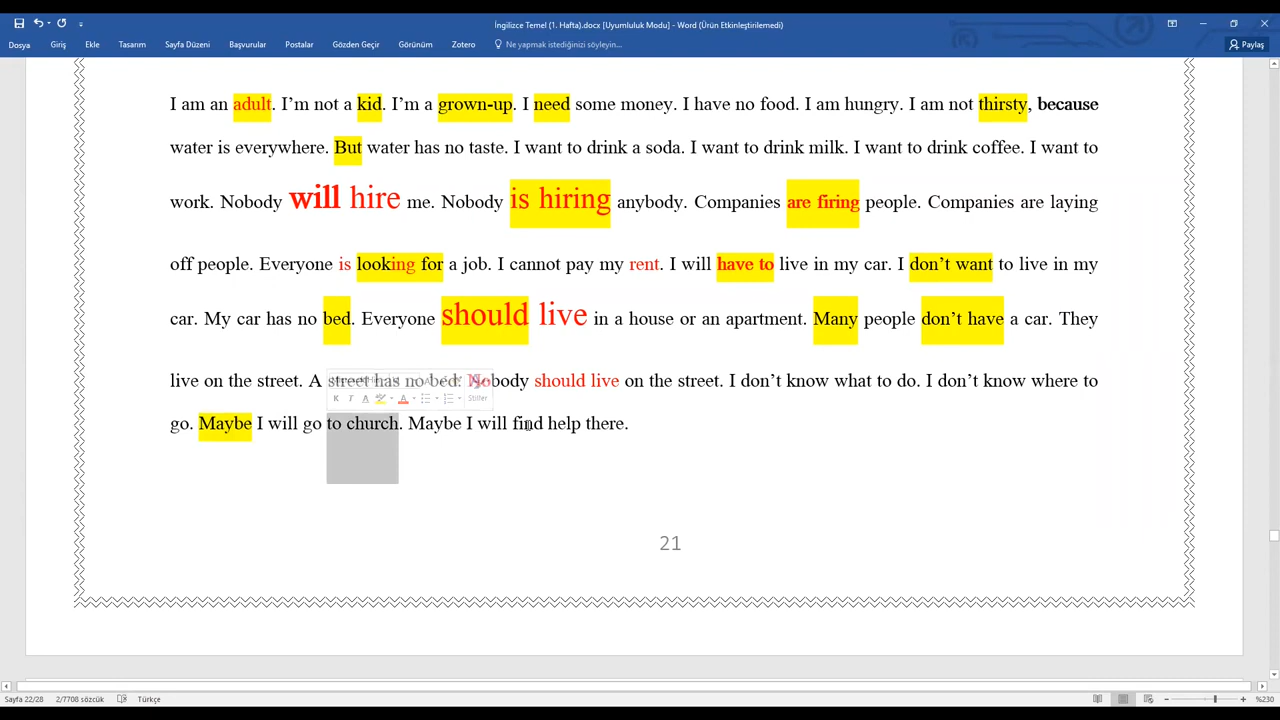 İngilizce Temel (1. Hafta).docx [Uyumluluk Modu] - Word (Ürün Etkinleştirilemedi)
Dosya Giriş Ekle Tasarım Sayfa Düzeni Başvurular Postalar Gözden Geçir Görünüm Zotero Ne yapmak istediğinizi söyleyin... Paylaş
I am an adult. I’m not a kid. I’m a grown-up. I need some money. I have no food. I am hungry. I am not thirsty, because
water is everywhere. But water has no taste. I want to drink a soda. I want to drink milk. I want to drink coffee. I want to
work. Nobody will hire me. Nobody is hiring anybody. Companies are firing people. Companies are laying
off people. Everyone is looking for a job. I cannot pay my rent. I will have to live in my car. I don’t want to live in my
car. My car has no bed. Everyone should live in a house or an apartment. Many people don’t have a car. They
live on the street. A street has no bed. Nobody should live on the street. I don’t know what to do. I don’t know where to
K T A A Stiller
go. Maybe I will go to church. Maybe I will find help there.
21
Sayfa 22/28 2/7708 sözcük Türkçe %230